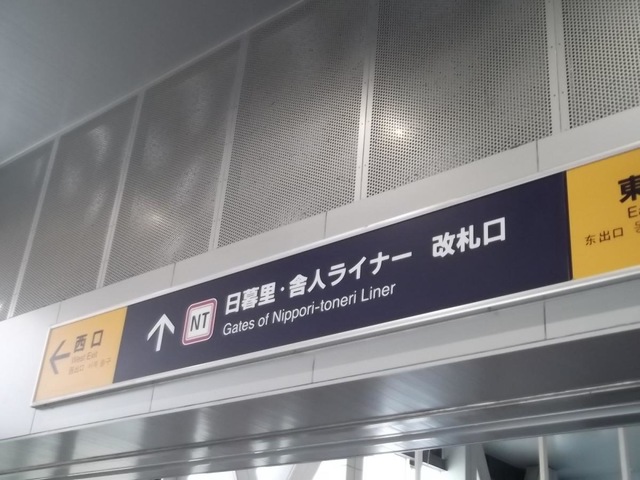 西口
West Exit
NT
日暮里・舎人ライナー 改札口
Gates of Nippori-toneri Liner
東
东出口